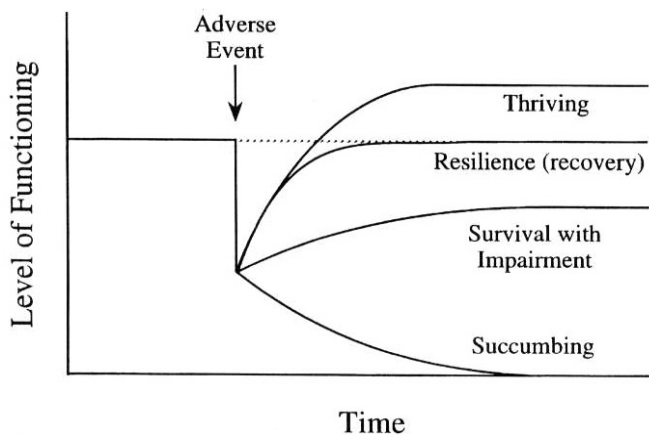 Adverse
Event
Level of Functioning
Thriving
Resilience (recovery)
Survival with
Impairment
Succumbing
Time